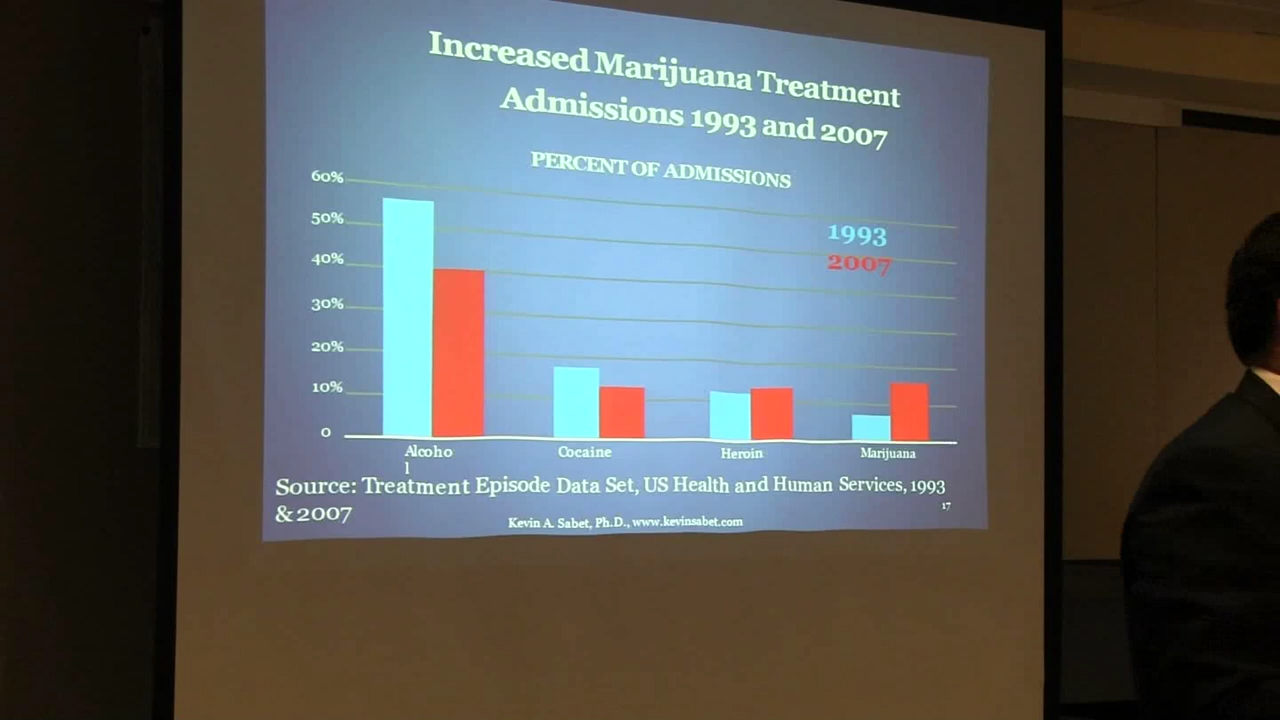 Increased Marijuana Treatment
Admissions 1993 and 2007
PERCENT OF ADMISSIONS
60%
50%
40%
30%
20%
10%
0
1993
2007
Alcoho
l
Cocaine
Heroin
Marijuana
Source: Treatment Episode Data Set, US Health and Human Services, 1993
& 2007
17
Kevin A. Sabet, Ph.D., www.kevinsabet.com